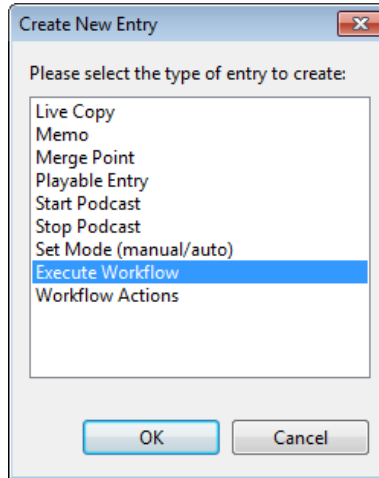 Create New Entry
Please select the type of entry to create:
Live Copy
Memo
Merge Point
Playable Entry
Start Podcast
Stop Podcast
Set Mode (manual/auto)
Execute Workflow
Workflow Actions
OK Cancel